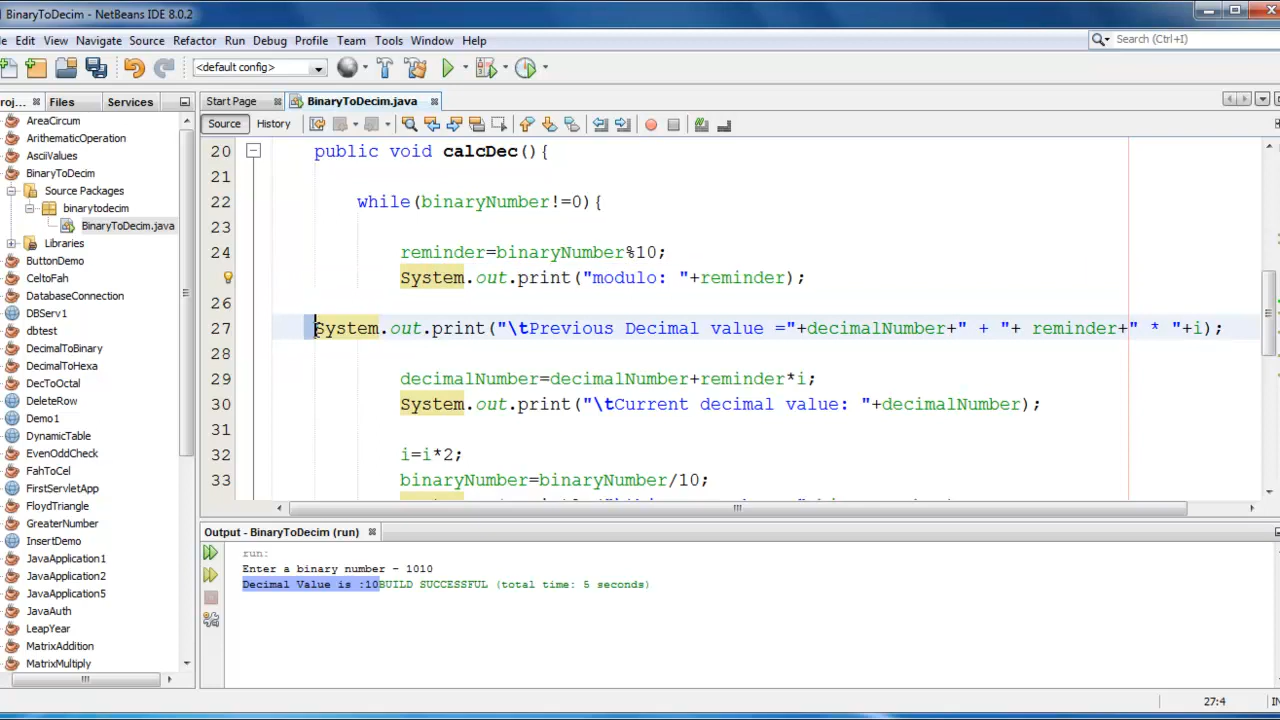 BinaryToDecim - NetBeans IDE 8.0.2
Edit View Navigate Source Refactor Run Debug Profile Team Tools Window Help
Search (Ctrl+I)
<default config>
Files Services
Start Page BinaryToDecim.java
Source History
AreaCircum
ArithematicOperation
AsciiValues
BinaryToDecim
Source Packages
binarytodecim
BinaryToDecim.java
Libraries
ButtonDemo
CeltoFah
DatabaseConnection
DBServ1
dbtest
DecimalToBinary
DecimalToHexa
DecToOctal
DeleteRow
Demo1
DynamicTable
EvenOddCheck
FahToCel
FirstServletApp
FloydTriangle
GreaterNumber
InsertDemo
JavaApplication1
JavaApplication2
JavaApplication5
JavaAuth
LeapYear
MatrixAddition
MatrixMultiply
20 public void calcDec(){
21
22 while(binaryNumber!=0){
23
24 reminder=binaryNumber%10;
System.out.print("modulo: "+reminder);
26
27 System.out.print("\tPrevious Decimal value ="+decimalNumber+" + "+ reminder+" * "+i);
28
29 decimalNumber=decimalNumber+reminder*i;
30 System.out.print("\tCurrent decimal value: "+decimalNumber);
31
32 i=i*2;
33 binaryNumber=binaryNumber/10;
Output - BinaryToDecim (run)
run:
Enter a binary number - 1010
Decimal Value is :10BUILD SUCCESSFUL (total time: 5 seconds)
27:4